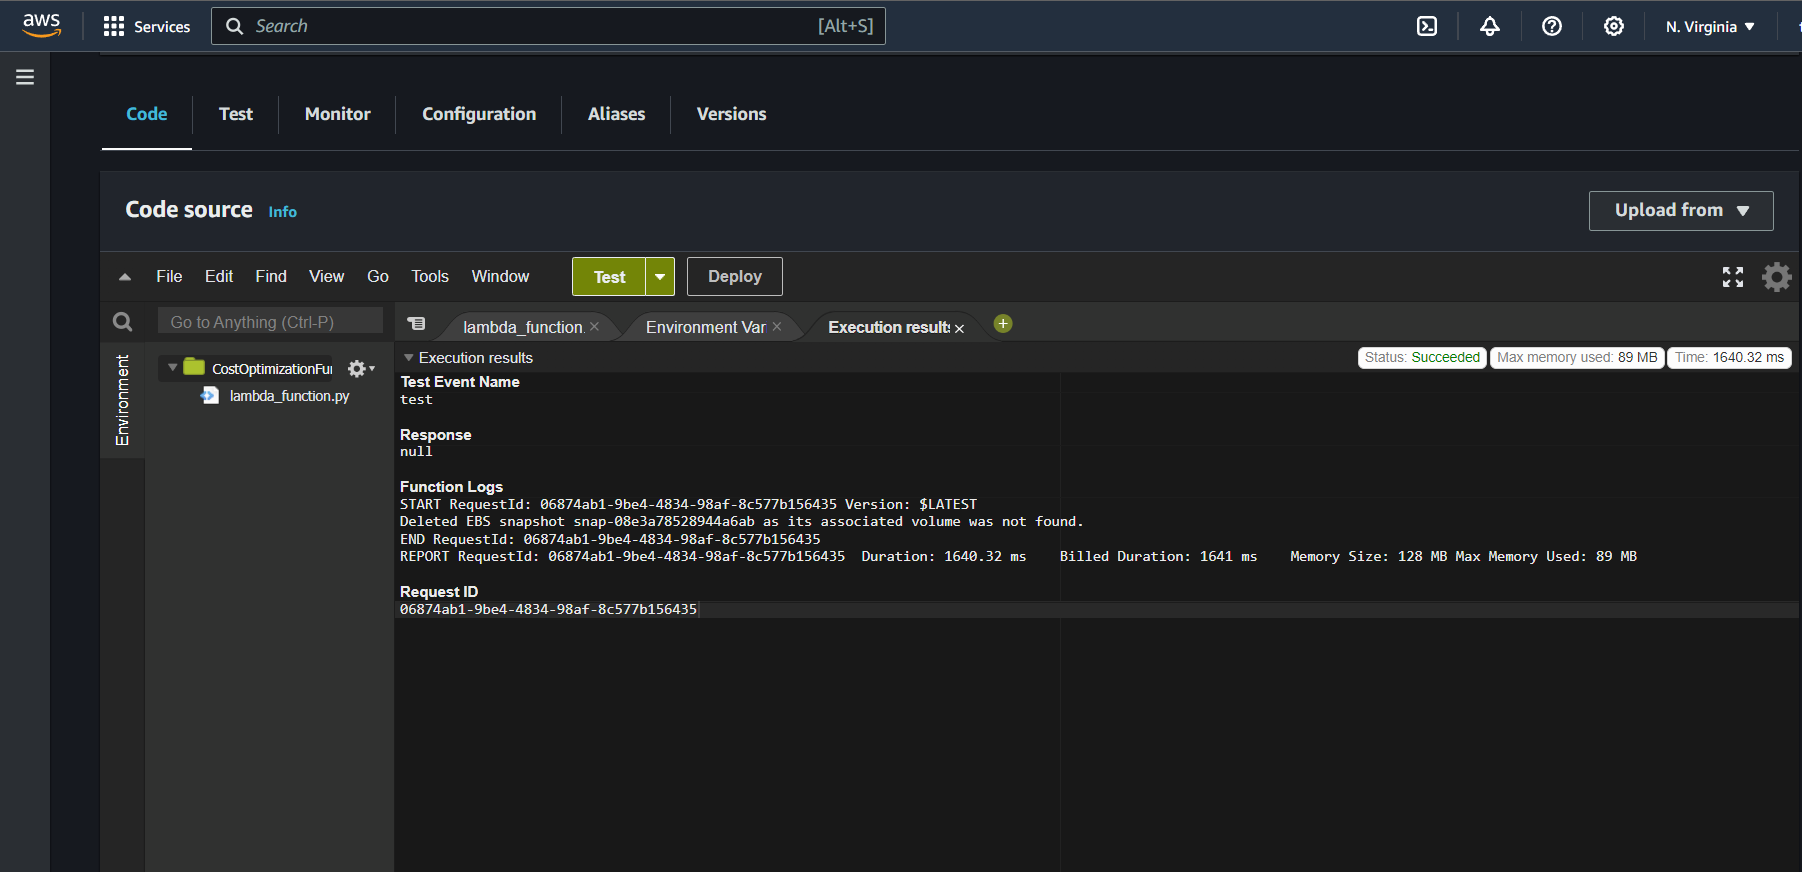 aws Services Search [Alt+S] N. Virginia
Code Test Monitor Configuration Aliases Versions
Code source Info Upload from
File Edit Find View Go Tools Window Test Deploy
Go to Anything (Ctrl-P) lambda_function. Environment Var Execution results
Execution results Status: Succeeded Max memory used: 89 MB Time: 1640.32 ms
Environment
CostOptimizationFu
lambda_function.py
Test Event Name
test
Response
null
Function Logs
START RequestId: 06874ab1-9be4-4834-98af-8c577b156435 Version: $LATEST
Deleted EBS snapshot snap-08e3a78528944a6ab as its associated volume was not found.
END RequestId: 06874ab1-9be4-4834-98af-8c577b156435
REPORT RequestId: 06874ab1-9be4-4834-98af-8c577b156435 Duration: 1640.32 ms Billed Duration: 1641 ms Memory Size: 128 MB Max Memory Used: 89 MB
Request ID
06874ab1-9be4-4834-98af-8c577b156435